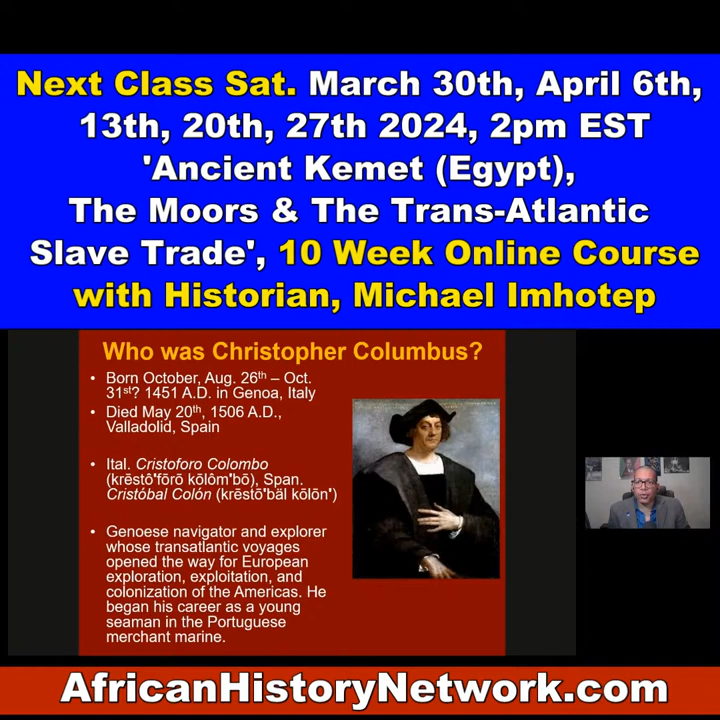 Next Class Sat. March 30th, April 6th,
13th, 20th, 27th 2024, 2pm EST
'Ancient Kemet (Egypt),
The Moors & The Trans-Atlantic
Slave Trade', 10 Week Online Course
with Historian, Michael Imhotep
Who was Christopher Columbus?
• Born October, Aug. 26th – Oct.
31st? 1451 A.D. in Genoa, Italy
• Died May 20th, 1506 A.D.,
Valladolid, Spain
• Ital. Cristoforo Colombo
(krēstô'fōrō kōlôm'bō), Span.
Cristóbal Colón (krēstō'bäl kōlōn')
• Genoese navigator and explorer
whose transatlantic voyages
opened the way for European
exploration, exploitation, and
colonization of the Americas. He
began his career as a young
seaman in the Portuguese
merchant marine.
AfricanHistoryNetwork.com